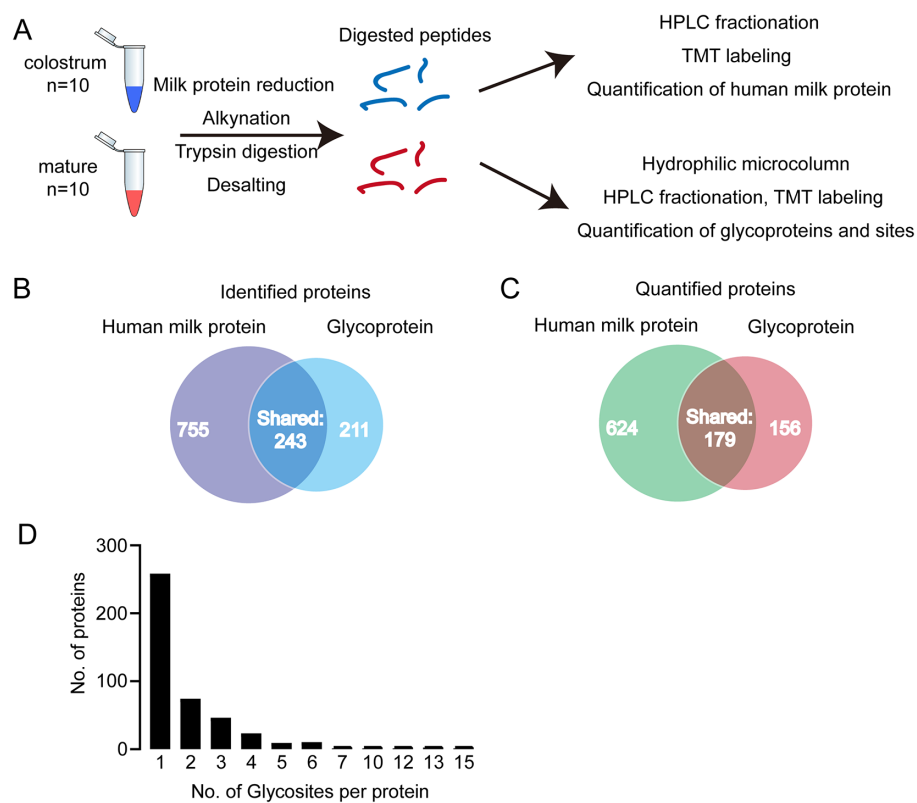 A
colostrum
n=10
mature
n=10
Milk protein reduction
Alkynation
Trypsin digestion
Desalting
Digested peptides
HPLC fractionation
TMT labeling
Quantification of human milk protein
Hydrophilic microcolumn
HPLC fractionation, TMT labeling
Quantification of glycoproteins and sites
B
Identified proteins
Human milk protein
Glycoprotein
755
Shared:
243
211
C
Quantified proteins
Human milk protein
Glycoprotein
624
Shared:
179
156
D
No. of proteins
300
200
100
0
1 2 3 4 5 6 7 10 12 13 15
No. of Glycosites per protein